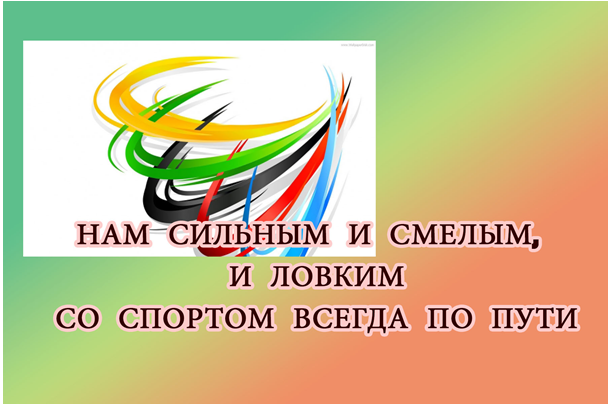 НАМ СИЛЬНЫМ И СМЕЛЫМ,
И ЛОВКИМ
СО СПОРТОМ ВСЕГДА ПО ПУТИ